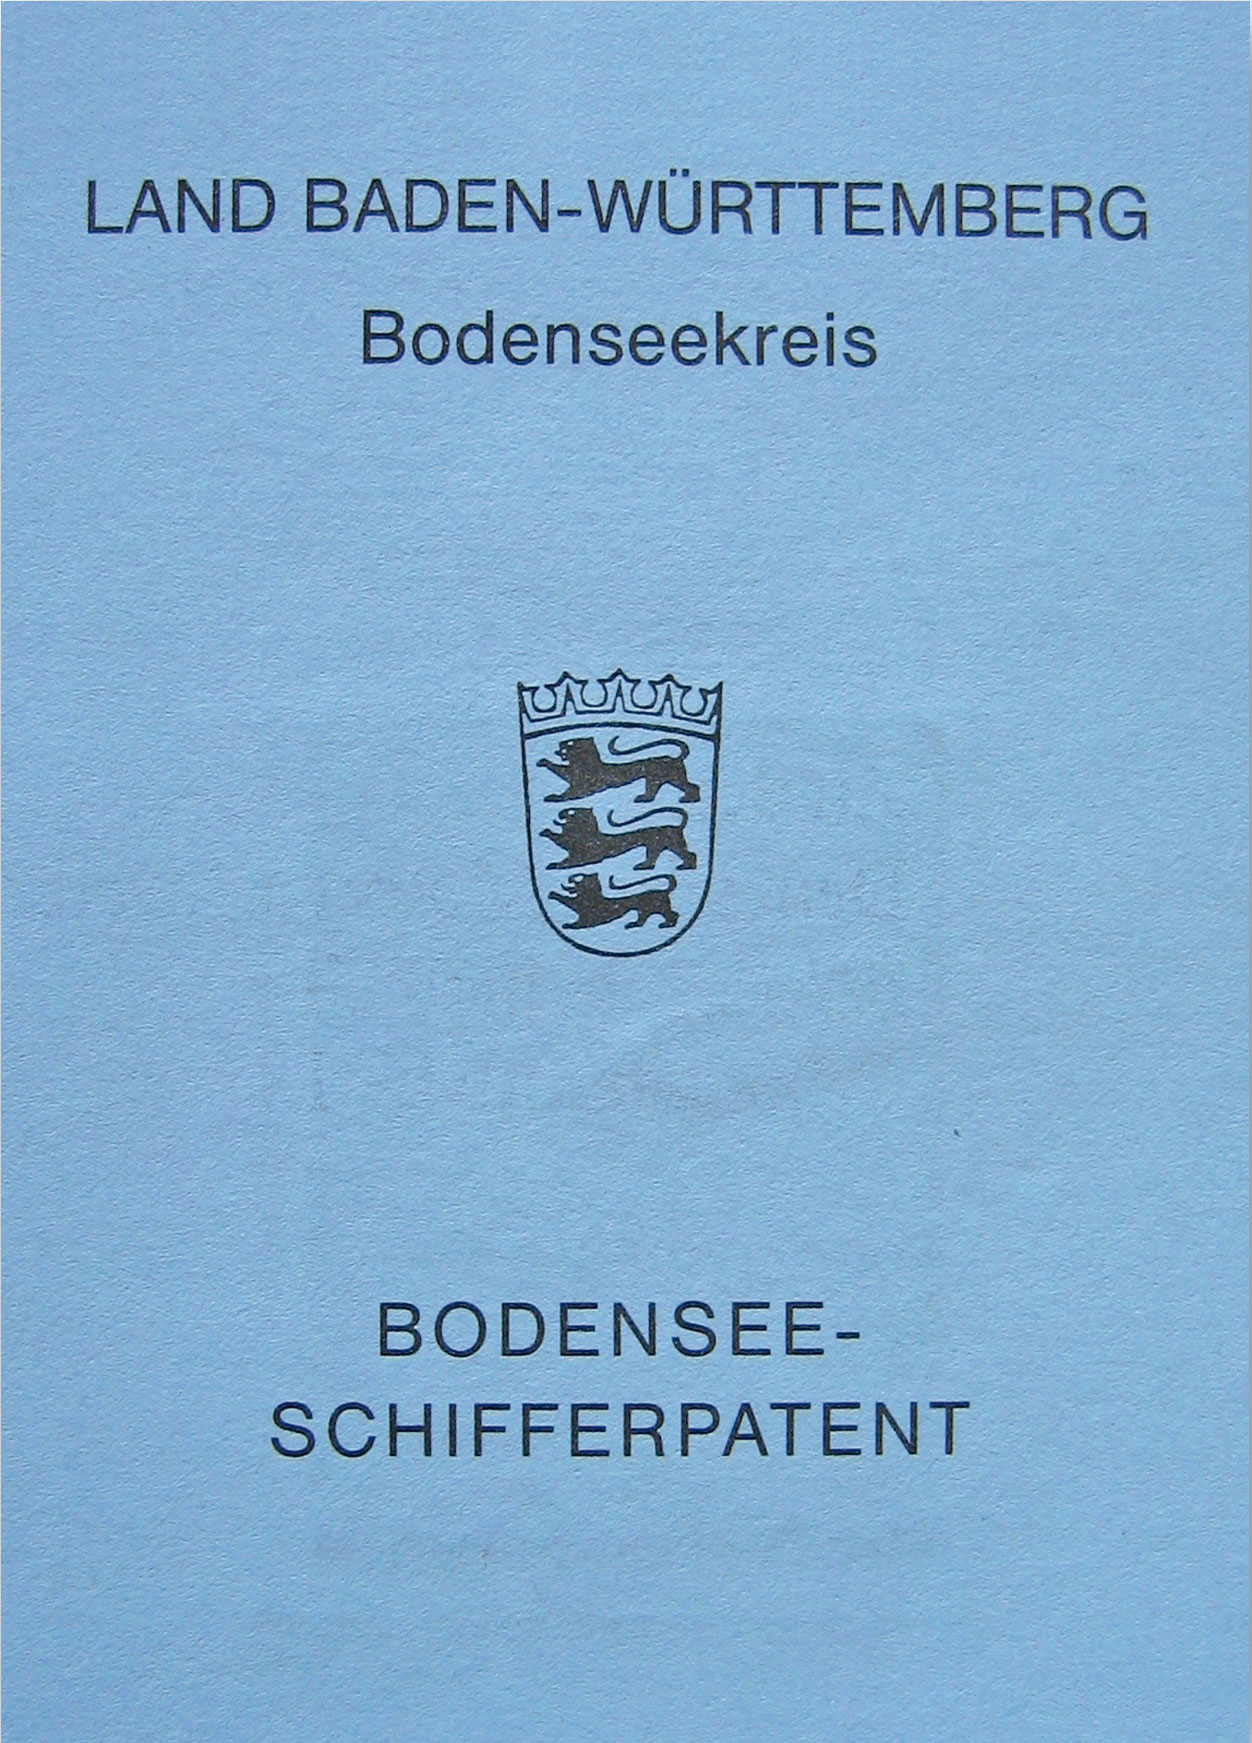 LAND BADEN-WÜRTTEMBERG
Bodenseekreis
BODENSEE-
SCHIFFERPATENT